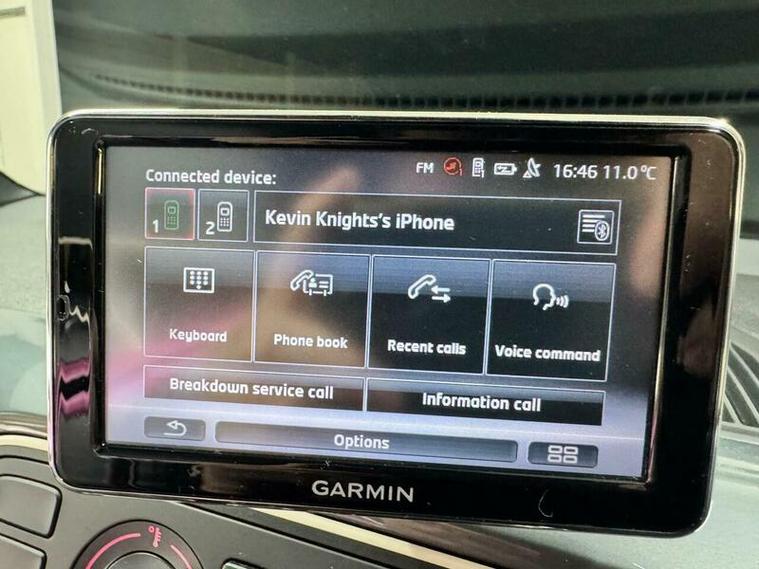 FM 16:46 11.0°C
Connected device:
1 2 Kevin Knights's iPhone
Keyboard Phone book Recent calls Voice command
Breakdown service call Information call
Options
GARMIN